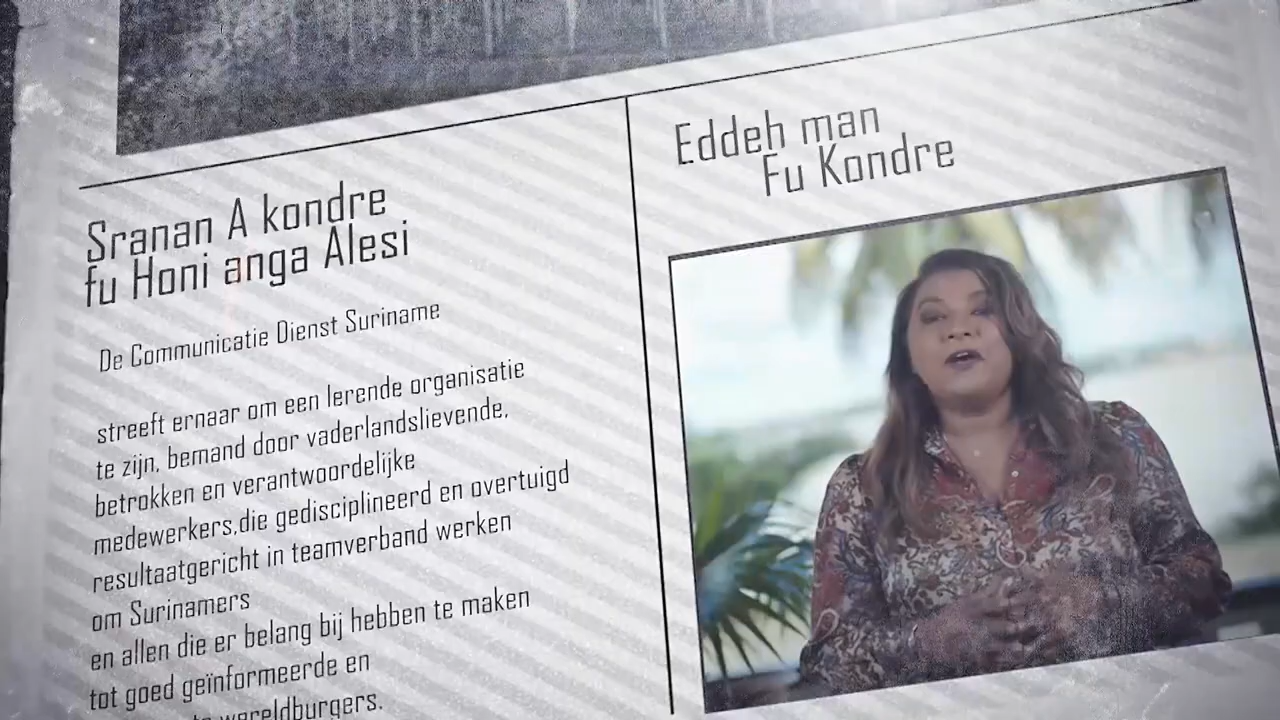 Sranan A kondre
fu Honi anga Alesi
De Communicatie Dienst Suriname
streeft ernaar om een lerende organisatie
te zijn, bemand door vaderlandslievende,
betrokken en verantwoordelijke
medewerkers,die gedisciplineerd en overtuigd
resultaatgericht in teamverband werken
om Surinamers
en allen die er belang bij hebben te maken
tot goed geïnformeerde en
wereldburgers.
Eddeh man
Fu Kondre